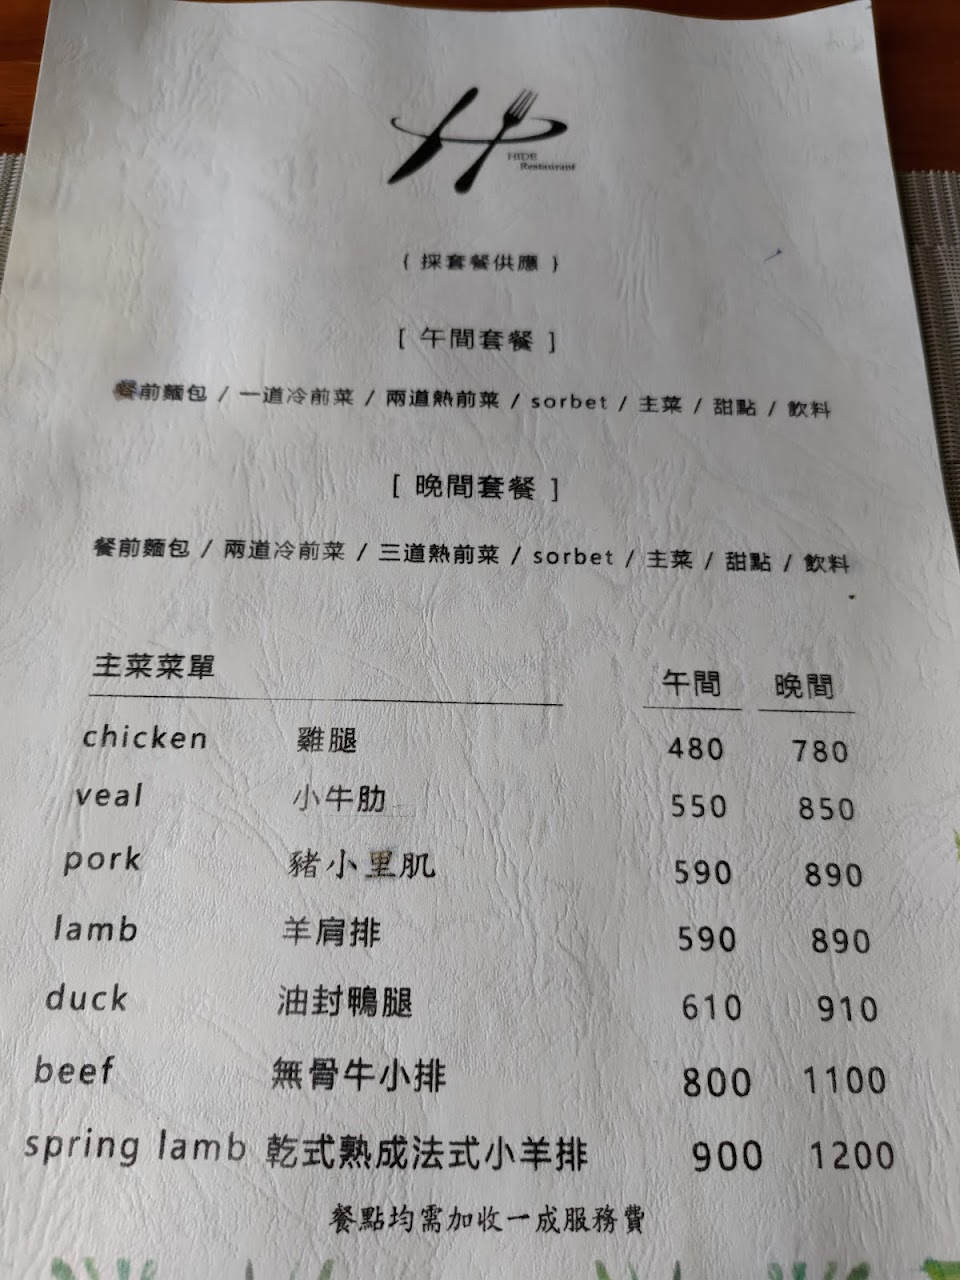 HIDE
Restaurant
{ 採套餐供應 }
[ 午間套餐 ]
餐前麵包 / 一道冷前菜 / 兩道熱前菜 / sorbet / 主菜 / 甜點 / 飲料
[ 晚間套餐 ]
餐前麵包 / 兩道冷前菜 / 三道熱前菜 / sorbet / 主菜 / 甜點 / 飲料
主菜菜單 午間 晚間
chicken 雞腿 480 780
veal 小牛肋 550 850
pork 豬小里肌 590 890
lamb 羊肩排 590 890
duck 油封鴨腿 610 910
beef 無骨牛小排 800 1100
spring lamb 乾式熟成法式小羊排 900 1200
餐點均需加收一成服務費